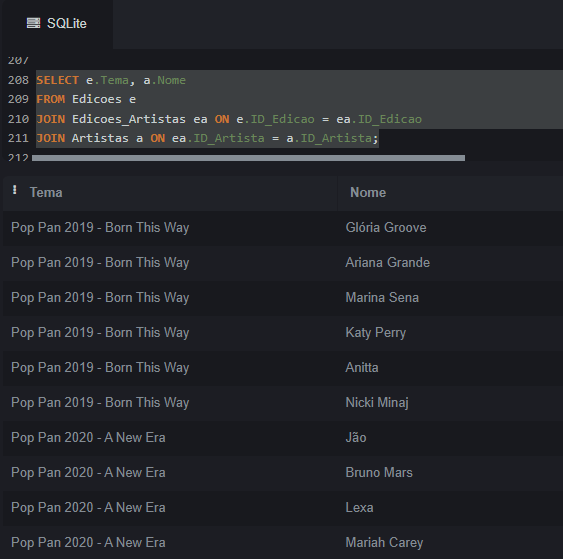 SQLite
207
208 SELECT e.Tema, a.Nome
209 FROM Edicoes e
210 JOIN Edicoes_Artistas ea ON e.ID_Edicao = ea.ID_Edicao
211 JOIN Artistas a ON ea.ID_Artista = a.ID_Artista;
212
Tema Nome
Pop Pan 2019 - Born This Way Glória Groove
Pop Pan 2019 - Born This Way Ariana Grande
Pop Pan 2019 - Born This Way Marina Sena
Pop Pan 2019 - Born This Way Katy Perry
Pop Pan 2019 - Born This Way Anitta
Pop Pan 2019 - Born This Way Nicki Minaj
Pop Pan 2020 - A New Era Jão
Pop Pan 2020 - A New Era Bruno Mars
Pop Pan 2020 - A New Era Lexa
Pop Pan 2020 - A New Era Mariah Carey